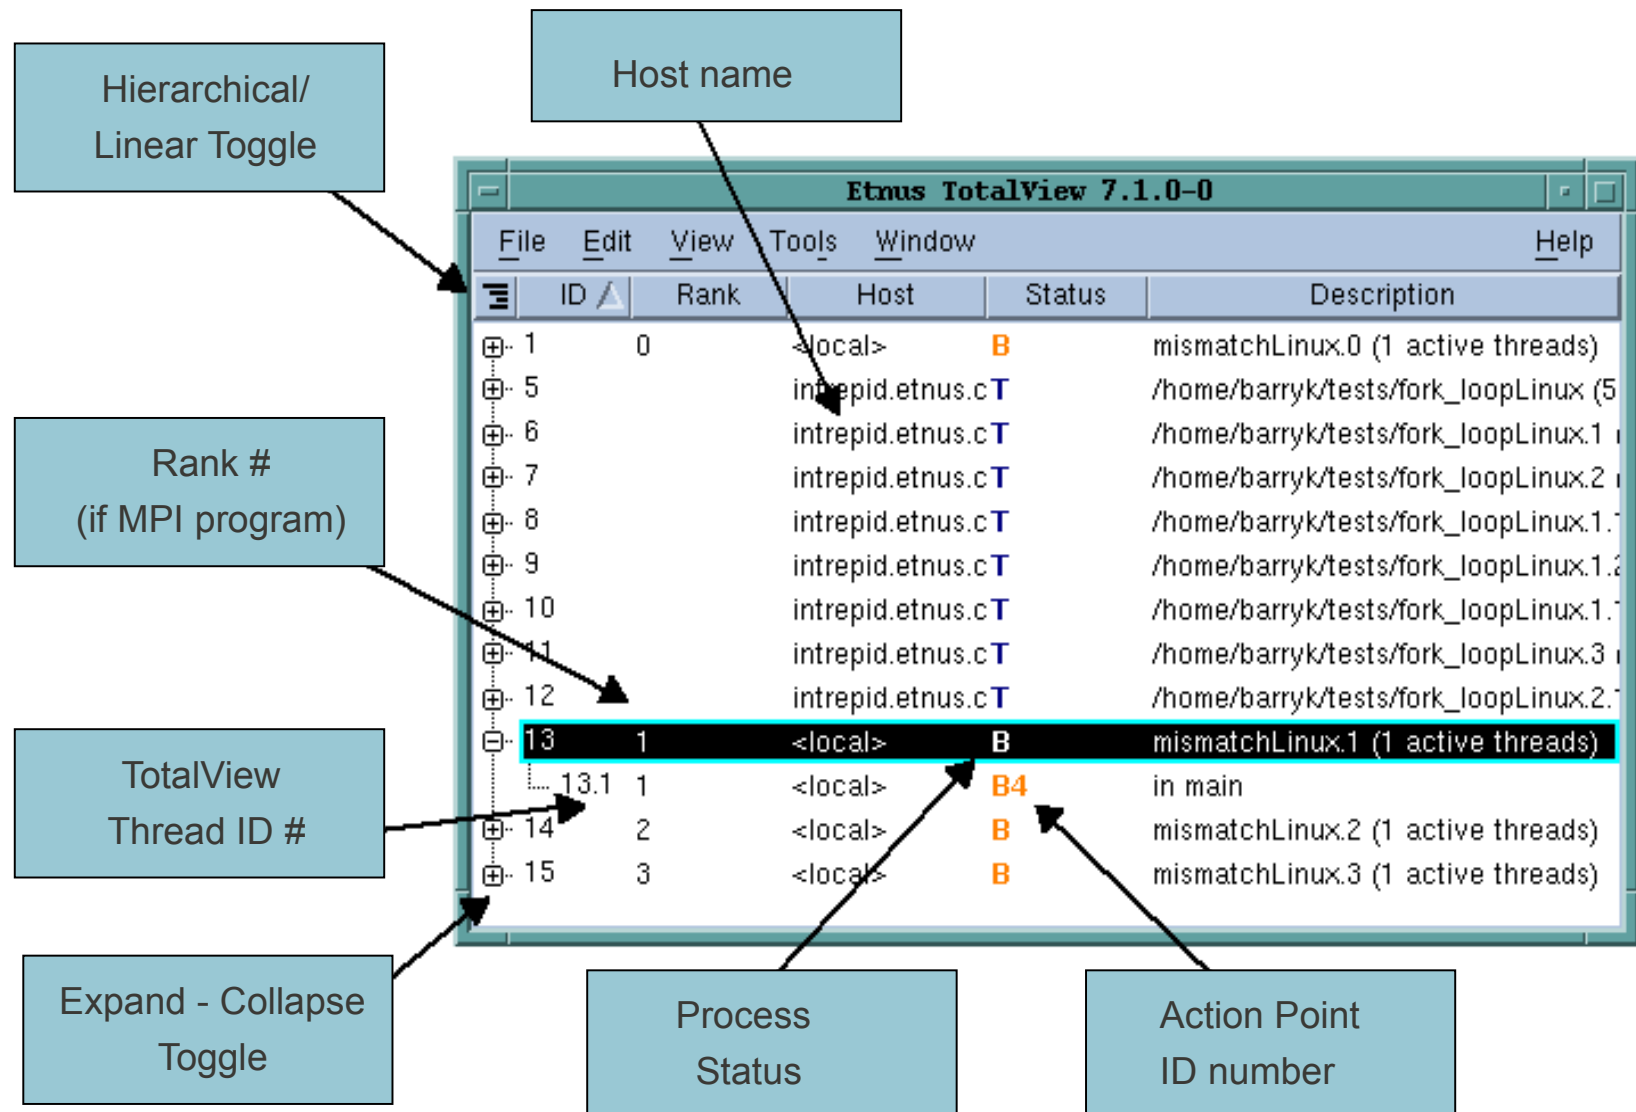 Host name
Hierarchical/
Linear Toggle
Etnus TotalView 7.1.0-0
File Edit View Tools Window Help
ID Rank Host Status Description
1 0 <local> B mismatchLinux.0 (1 active threads)
5 intrepid.etnus.c T /home/barryk/tests/fork_loopLinux (5
6 intrepid.etnus.c T /home/barryk/tests/fork_loopLinux.1
7 intrepid.etnus.c T /home/barryk/tests/fork_loopLinux.2
8 intrepid.etnus.c T /home/barryk/tests/fork_loopLinux.1.1
9 intrepid.etnus.c T /home/barryk/tests/fork_loopLinux.1.2
10 intrepid.etnus.c T /home/barryk/tests/fork_loopLinux.1.1
11 intrepid.etnus.c T /home/barryk/tests/fork_loopLinux.3
12 intrepid.etnus.c T /home/barryk/tests/fork_loopLinux.2.1
13 1 <local> B mismatchLinux.1 (1 active threads)
13.1 1 <local> B4 in main
14 2 <local> B mismatchLinux.2 (1 active threads)
15 3 <local> B mismatchLinux.3 (1 active threads)
Rank #
(if MPI program)
TotalView
Thread ID #
Expand - Collapse
Toggle
Process
Status
Action Point
ID number